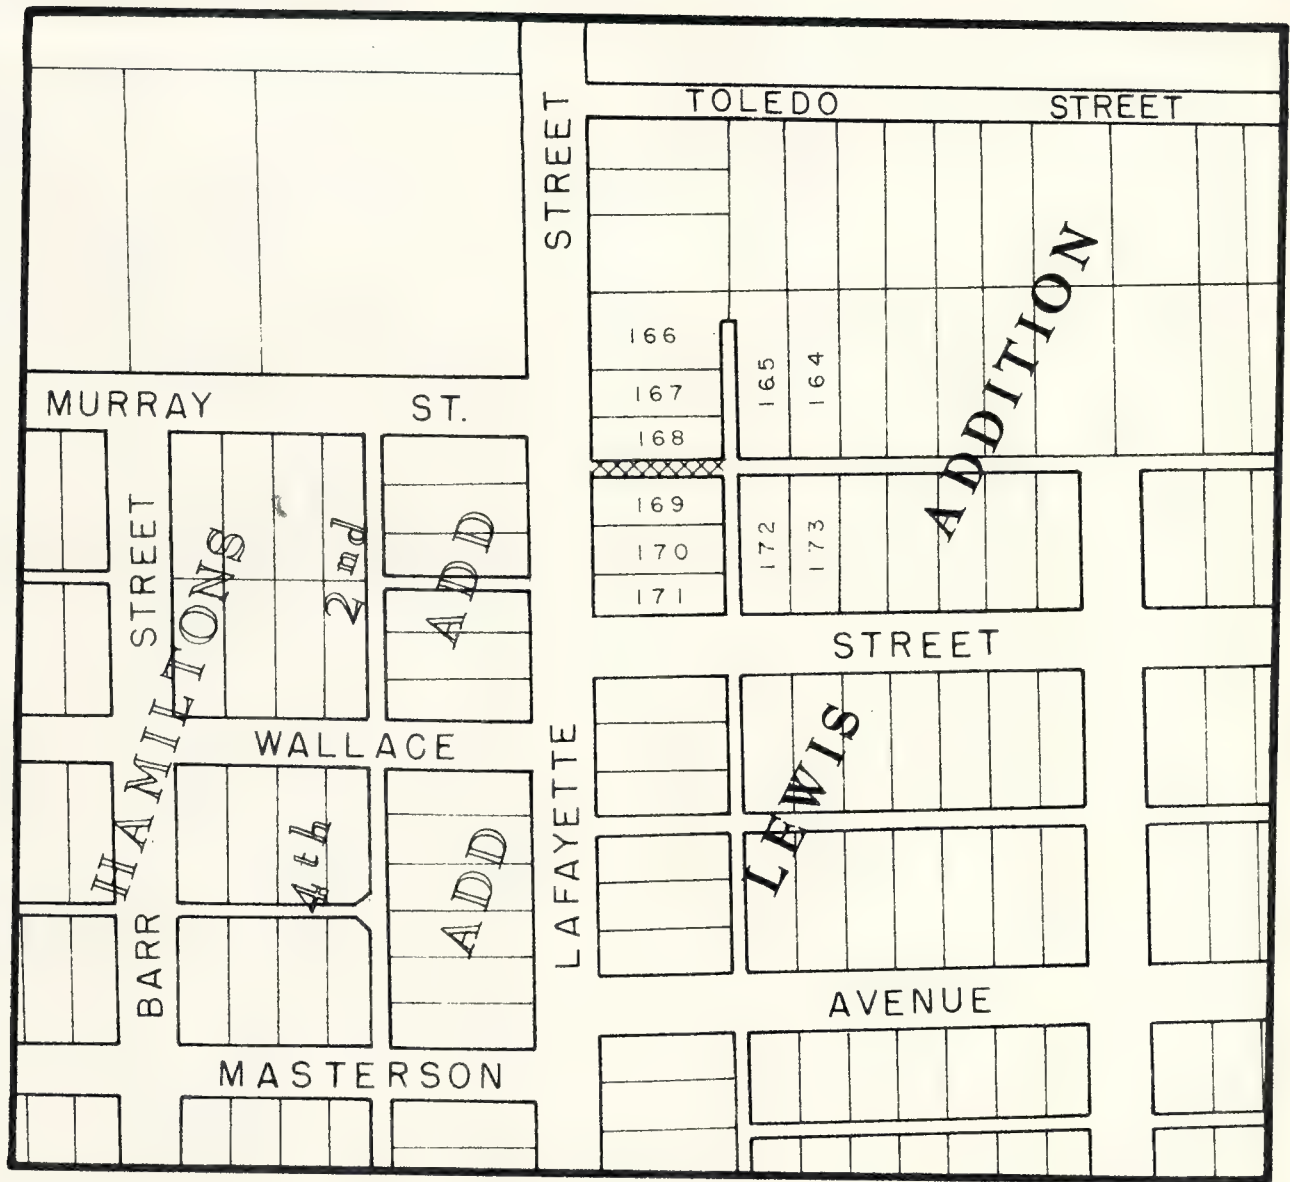 TOLEDO STREET
STREET
166
167
168
165
164
ADDITION
MURRAY ST.
169
170
171
172
173
STREET
HAMILTONS
2nd
ADD
STREET
LEWIS
WALLACE
4th
ADD
LAFAYETTE
BARR
AVENUE
MASTERSON